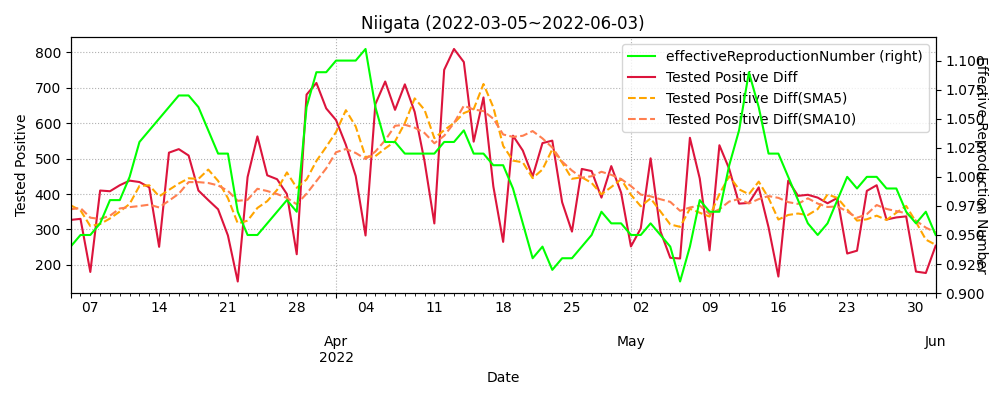 Niigata (2022-03-05~2022-06-03)
effectiveReproductionNumber (right)
Tested Positive Diff
Tested Positive Diff(SMA5)
Tested Positive Diff(SMA10)
Tested Positive
800
700
600
500
400
300
200
Effective Reproduction Number
1.100
1.075
1.050
1.025
1.000
0.975
0.950
0.925
0.900
07 14 21 28 04 11 18 25 02 09 16 23 30
Apr May Jun
2022
Date